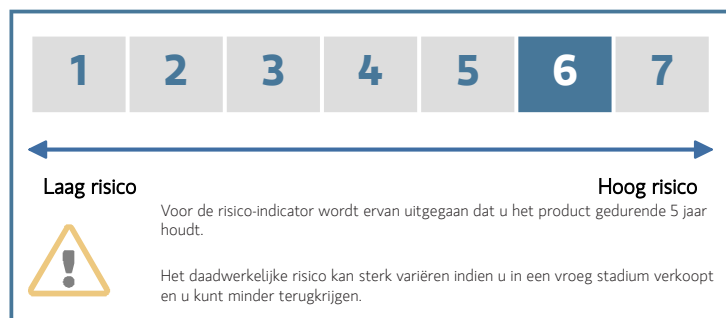 1 2 3 4 5 6 7
Laag risico Hoog risico
Voor de risico-indicator wordt ervan uitgegaan dat u het product gedurende 5 jaar
houdt.
Het daadwerkelijke risico kan sterk variëren indien u in een vroeg stadium verkoopt
en u kunt minder terugkrijgen.